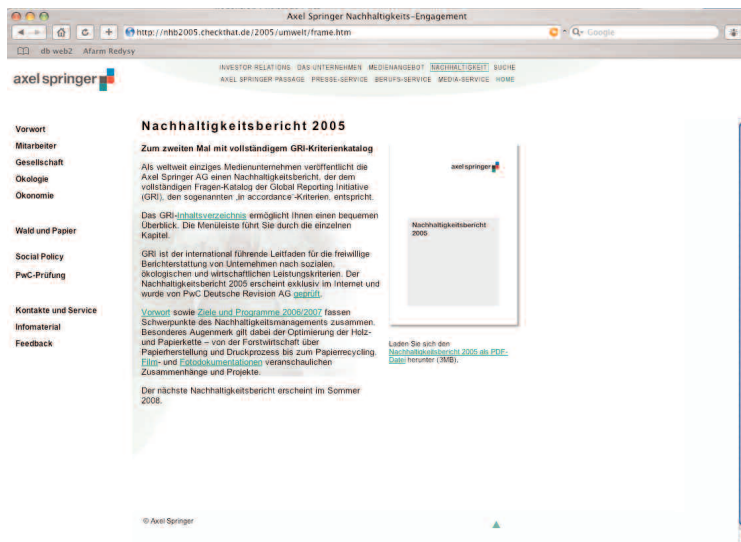 Axel Springer Nachhaltigkeits-Engagement
http://nhb2005.checkthat.de/2005/umwelt/frame.htm
Google
db web2 Afarm Redysy
axel springer
INVESTOR RELATIONS DAS UNTERNEHMEN MEDIENANGEBOT NACHHALTIGKEIT SUCHE
AXEL SPRINGER PASSAGE PRESSE-SERVICE BERUFS-SERVICE MEDIA-SERVICE HOME
Vorwort
Mitarbeiter
Gesellschaft
Ökologie
Ökonomie
Wald und Papier
Social Policy
PwC-Prüfung
Kontakte und Service
Infomaterial
Feedback
Nachhaltigkeitsbericht 2005
Zum zweiten Mal mit vollständigem GRI-Kriterienkatalog
Als weltweit einziges Medienunternehmen veröffentlicht die
Axel Springer AG einen Nachhaltigkeitsbericht, der dem
vollständigen Fragen-Katalog der Global Reporting Initiative
(GRI), den sogenannten „in accordance“-Kriterien, entspricht.
Das GRI-Inhaltsverzeichnis ermöglicht Ihnen einen bequemen
Überblick. Die Menüleiste führt Sie durch die einzelnen
Kapitel.
GRI ist der international führende Leitfaden für die freiwillige
Berichterstattung von Unternehmen nach sozialen,
ökologischen und wirtschaftlichen Leistungskriterien. Der
Nachhaltigkeitsbericht 2005 erscheint exklusiv im Internet und
wurde von PwC Deutsche Revision AG geprüft.
Vorwort sowie Ziele und Programme 2006/2007 fassen
Schwerpunkte des Nachhaltigkeitsmanagements zusammen.
Besonderes Augenmerk gilt dabei der Optimierung der Holz-
und Papierkette – von der Forstwirtschaft über
Papierherstellung und Druckprozess bis zum Papierrecycling.
Film- und Fotodokumentationen veranschaulichen
Zusammenhänge und Projekte.
Der nächste Nachhaltigkeitsbericht erscheint im Sommer
2008.
axel springer
Nachhaltigkeitsbericht
2005
Laden Sie sich den
Nachhaltigkeitsbericht 2005 als PDF-
Datei herunter (3MB).
© Axel Springer